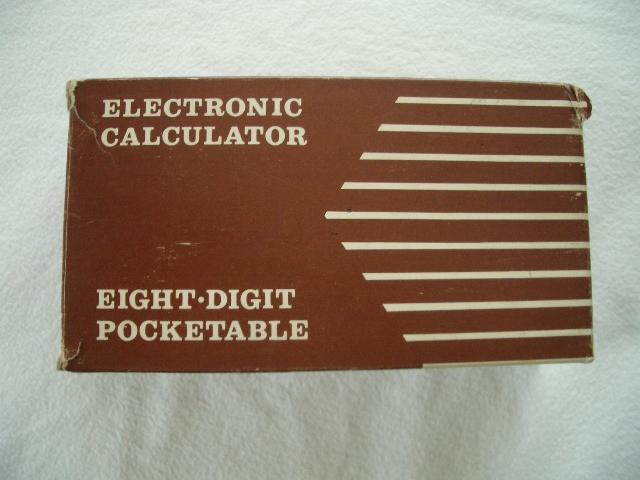 ELECTRONIC
CALCULATOR
EIGHT·DIGIT
POCKETABLE